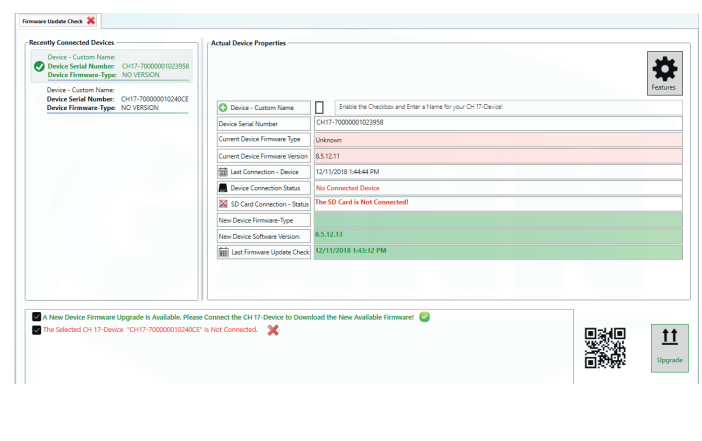 Firmware Update Check
Recently Connected Devices
Device - Custom Name:
Device Serial Number: CH17-70000001023958
Device Firmware-Type: NO VERSION
Device - Custom Name:
Device Serial Number: CH17-700000010240CE
Device Firmware-Type: NO VERSION
Actual Device Properties
Features
Device - Custom Name
Enable the Checkbox and Enter a Name for your CH 17-Device!
Device Serial Number
CH17-70000001023958
Current Device Firmware Type
Unknown
Current Device Firmware Version
8.5.12.11
Last Connection - Device
12/11/2018 1:44:44 PM
Device Connection Status
No Connected Device
SD Card Connection - Status
The SD Card is Not Connected!
New Device Firmware-Type
New Device Software Version:
8.5.12.13
Last Firmware Update Check
12/11/2018 1:43:12 PM
A New Device Firmware Upgrade Is Available. Please Connect the CH 17-Device to Download the New Available Firmware!
The Selected CH 17-Device "CH17-700000010240CE" Is Not Connected.
Upgrade